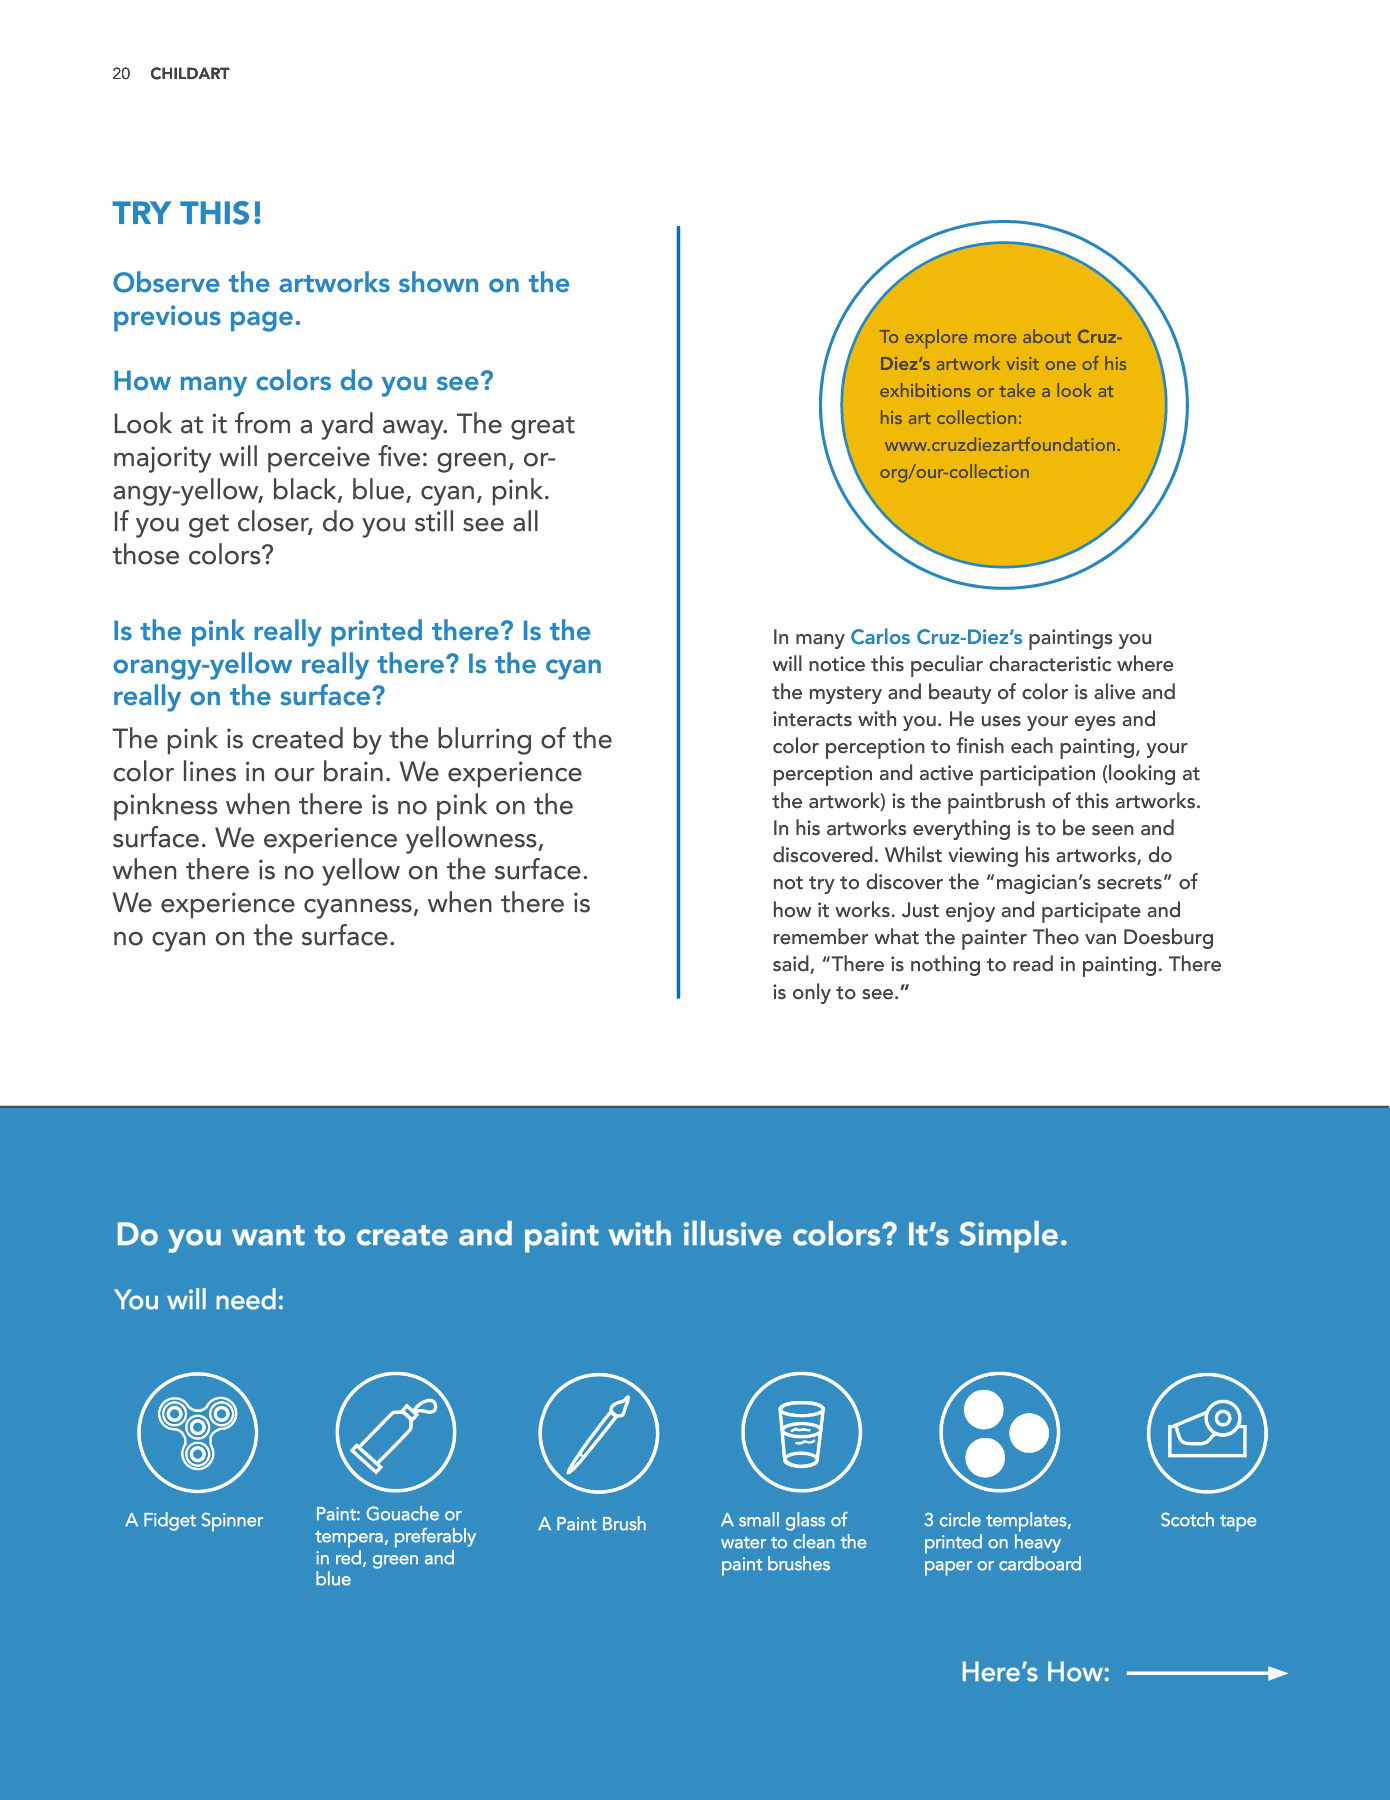 20 CHILDART
TRY THIS!
Observe the artworks shown on the
previous page.
How many colors do you see?
Look at it from a yard away. The great
majority will perceive five: green, or-
angy-yellow, black, blue, cyan, pink.
If you get closer, do you still see all
those colors?
Is the pink really printed there? Is the
orangy-yellow really there? Is the cyan
really on the surface?
The pink is created by the blurring of the
color lines in our brain. We experience
pinkness when there is no pink on the
surface. We experience yellowness,
when there is no yellow on the surface.
We experience cyanness, when there is
no cyan on the surface.
To explore more about Cruz-
Diez’s artwork visit one of his
exhibitions or take a look at
his art collection:
www.cruzdiezartfoundation.
org/our-collection
In many Carlos Cruz-Diez’s paintings you
will notice this peculiar characteristic where
the mystery and beauty of color is alive and
interacts with you. He uses your eyes and
color perception to finish each painting, your
perception and active participation (looking at
the artwork) is the paintbrush of this artworks.
In his artworks everything is to be seen and
discovered. Whilst viewing his artworks, do
not try to discover the “magician’s secrets” of
how it works. Just enjoy and participate and
remember what the painter Theo van Doesburg
said, “There is nothing to read in painting. There
is only to see.”
Do you want to create and paint with illusive colors? It’s Simple.
You will need:
A Fidget Spinner
Paint: Gouache or
tempera, preferably
in red, green and
blue
A Paint Brush
A small glass of
water to clean the
paint brushes
3 circle templates,
printed on heavy
paper or cardboard
Scotch tape
Here’s How: